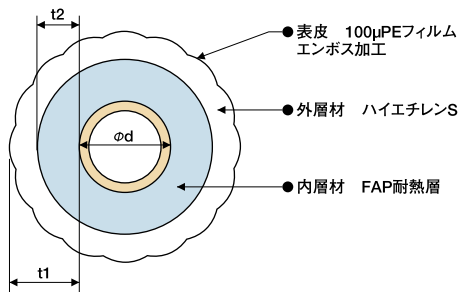 t2
●表皮　100μPEフィルム
エンボス加工
●外層材　ハイエチレンS
Φd
●内層材　FAP耐熱層
t1